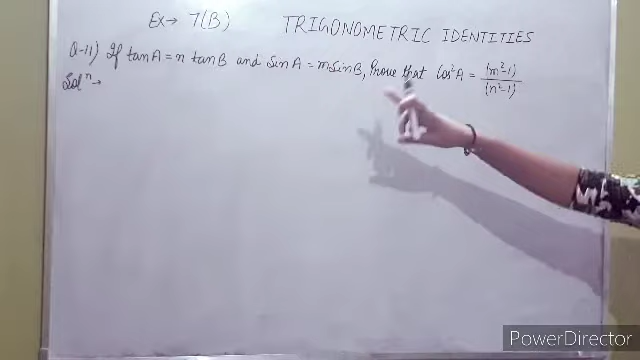 Ex→ 7(B) TRIGONOMETRIC IDENTITIES
Q-11) If tanA = n tanB and sinA = msinB, Prove that Cos²A = (m²-1)/(n²-1)
Solⁿ→
PowerDirector